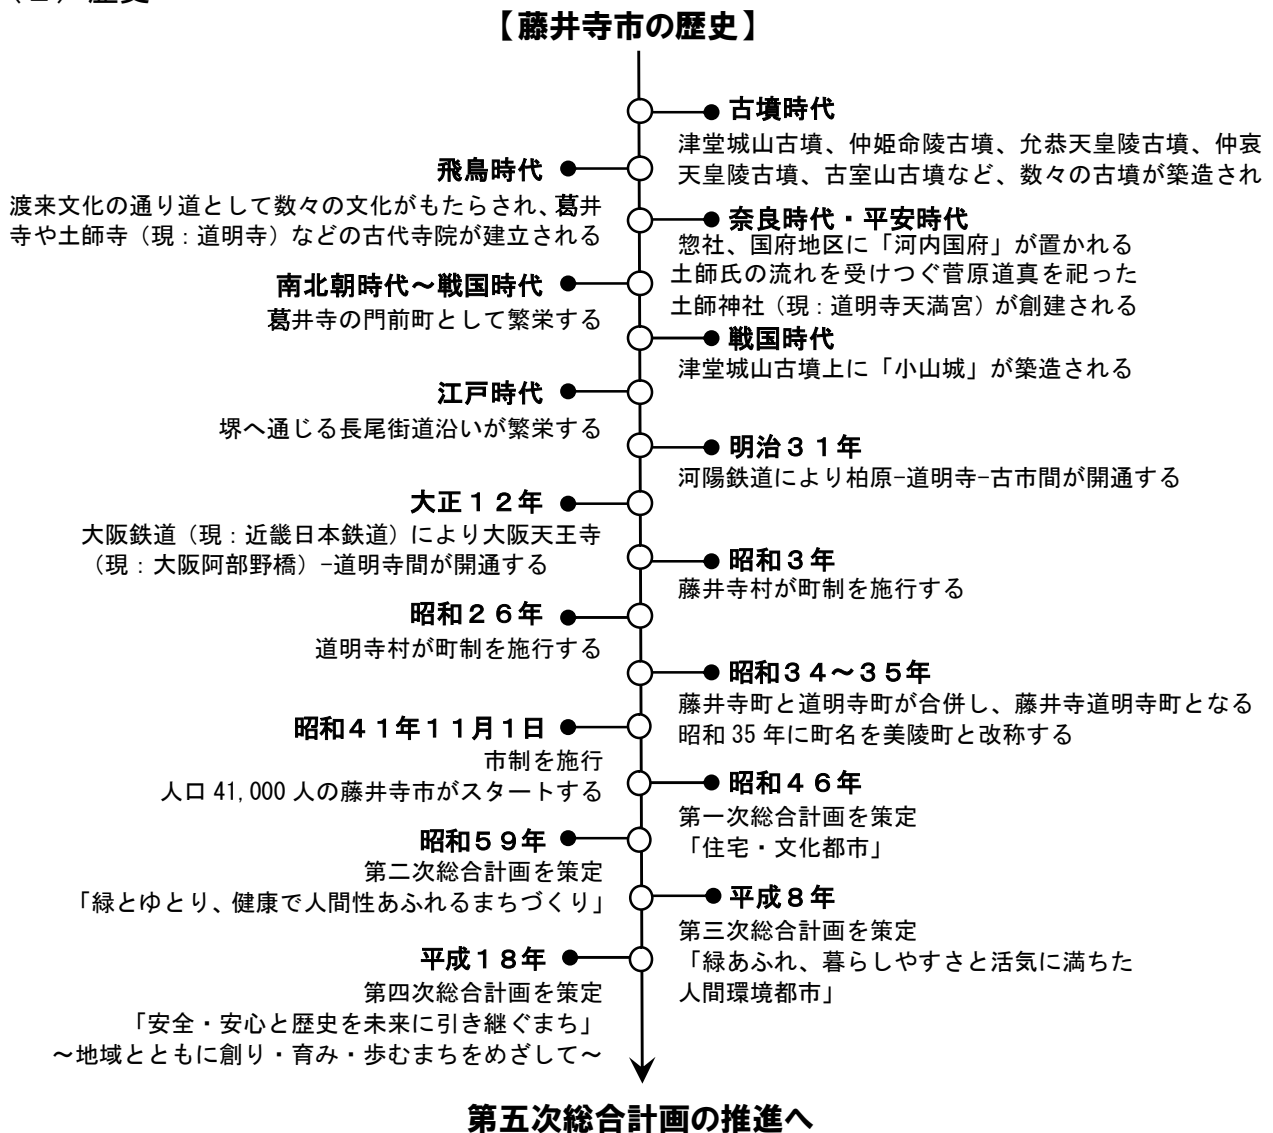 【藤井寺市の歴史】
古墳時代
津堂城山古墳、仲姫命陵古墳、允恭天皇陵古墳、仲哀
天皇陵古墳、古室山古墳など、数々の古墳が築造され
飛鳥時代
渡来文化の通り道として数々の文化がもたらされ、葛井
寺や土師寺（現：道明寺）などの古代寺院が建立される
奈良時代・平安時代
惣社、国府地区に「河内国府」が置かれる
土師氏の流れを受けつぐ菅原道真を祀った
土師神社（現：道明寺天満宮）が創建される
南北朝時代～戦国時代
葛井寺の門前町として繁栄する
戦国時代
津堂城山古墳上に「小山城」が築造される
江戸時代
堺へ通じる長尾街道沿いが繁栄する
明治３１年
河陽鉄道により柏原-道明寺-古市間が開通する
大正１２年
大阪鉄道（現：近畿日本鉄道）により大阪天王寺
（現：大阪阿部野橋）-道明寺間が開通する
昭和３年
藤井寺村が町制を施行する
昭和２６年
道明寺村が町制を施行する
昭和３４～３５年
藤井寺町と道明寺町が合併し、藤井寺道明寺町となる
昭和 35 年に町名を美陵町と改称する
昭和４１年１１月１日
市制を施行
人口 41,000 人の藤井寺市がスタートする
昭和４６年
第一次総合計画を策定
「住宅・文化都市」
昭和５９年
第二次総合計画を策定
「緑とゆとり、健康で人間性あふれるまちづくり」
平成８年
第三次総合計画を策定
「緑あふれ、暮らしやすさと活気に満ちた
人間環境都市」
平成１８年
第四次総合計画を策定
「安全・安心と歴史を未来に引き継ぐまち」
～地域とともに創り・育み・歩むまちをめざして～
第五次総合計画の推進へ